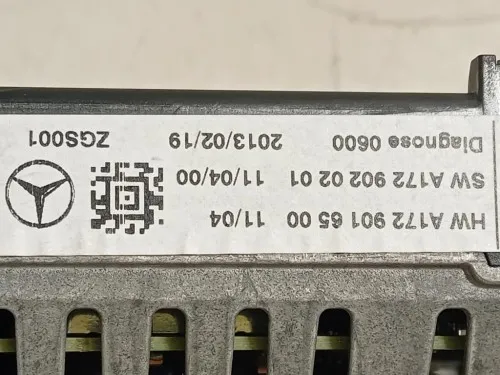 HW A172 901 65 00 11/04
SW A172 902 02 01 11/04/00
Diagnose 0600 2013/02/19 ZGS001